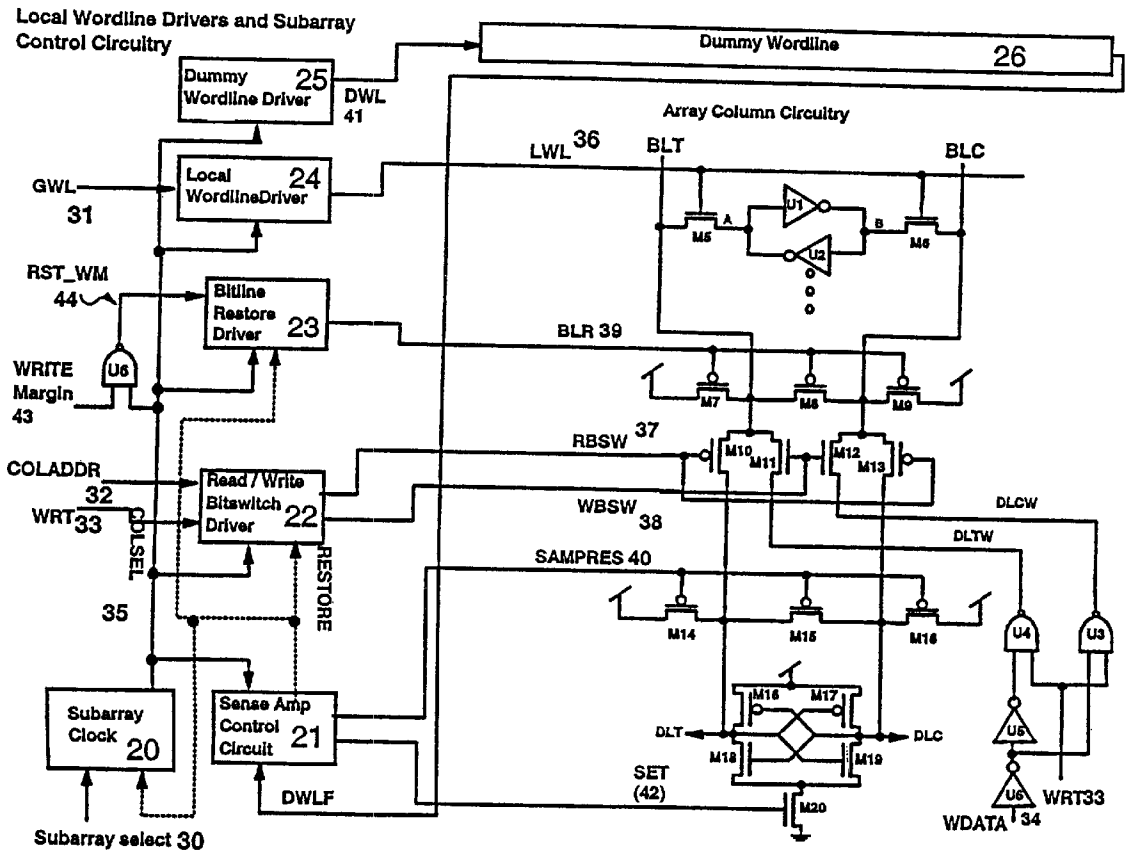 Local Wordline Drivers and Subarray
Control Circuitry
Dummy
Wordline Driver
25
DWL
41
Dummy Wordline
26
Array Column Circuitry
GWL
31
Local
WordlineDriver
24
LWL 36
BLT
BLC
M5
A
U1
U2
B
M6
RST_WM
44
Bitline
Restore
Driver
23
BLR 39
U6
WRITE
Margin
43
M7
M8
M9
COLADDR
32
WRT
33
COLSEL
Read / Write
Bitswitch
Driver
22
RBSW 37
WBSW
38
M10
M11
M12
M13
DLCW
DLTW
RESTORE
35
SAMPRES 40
M14
M15
M16
U4
U3
Subarray
Clock
20
Sense Amp
Control
Circuit
21
M16
M17
DLT
DLC
M18
M19
U5
DWLF
SET
(42)
M20
U6
WRT33
WDATA 34
Subarray select 30